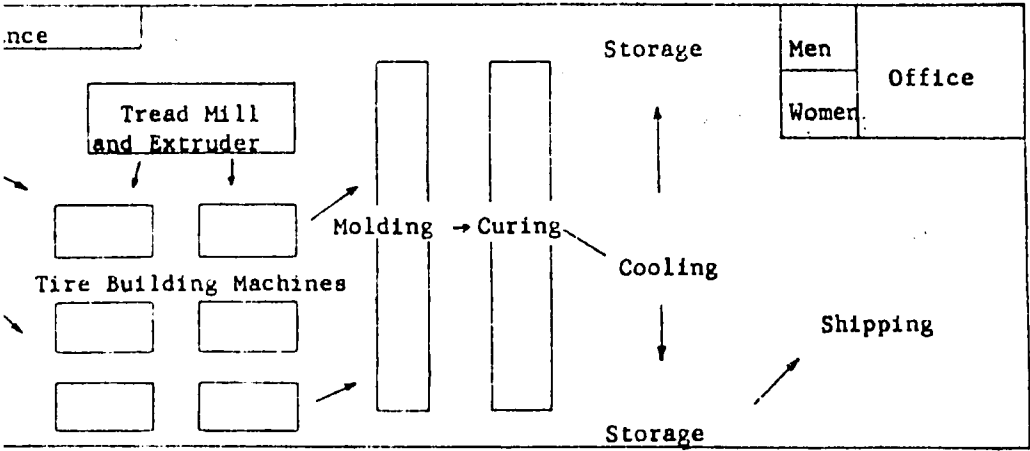 nce
Storage
Men
Office
Women
Tread Mill
and Extruder
Molding
Curing
Cooling
Tire Building Machines
Shipping
Storage